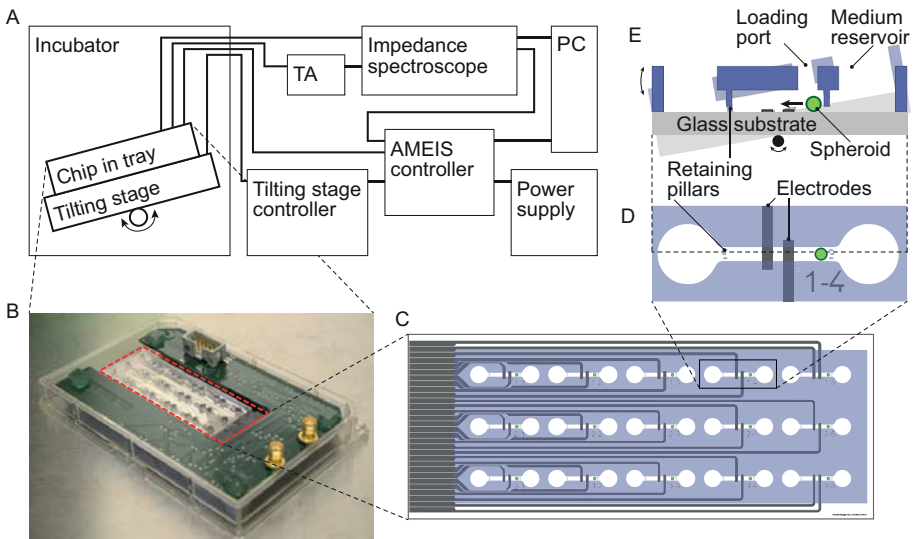 A
Incubator
Impedance
spectroscope
PC
TA
AMEIS
controller
Chip in tray
Tilting stage
Tilting stage
controller
Power
supply
E
Loading
port
Medium
reservoir
Glass substrate
Retaining
pillars
Spheroid
Electrodes
D
1-4
B
C